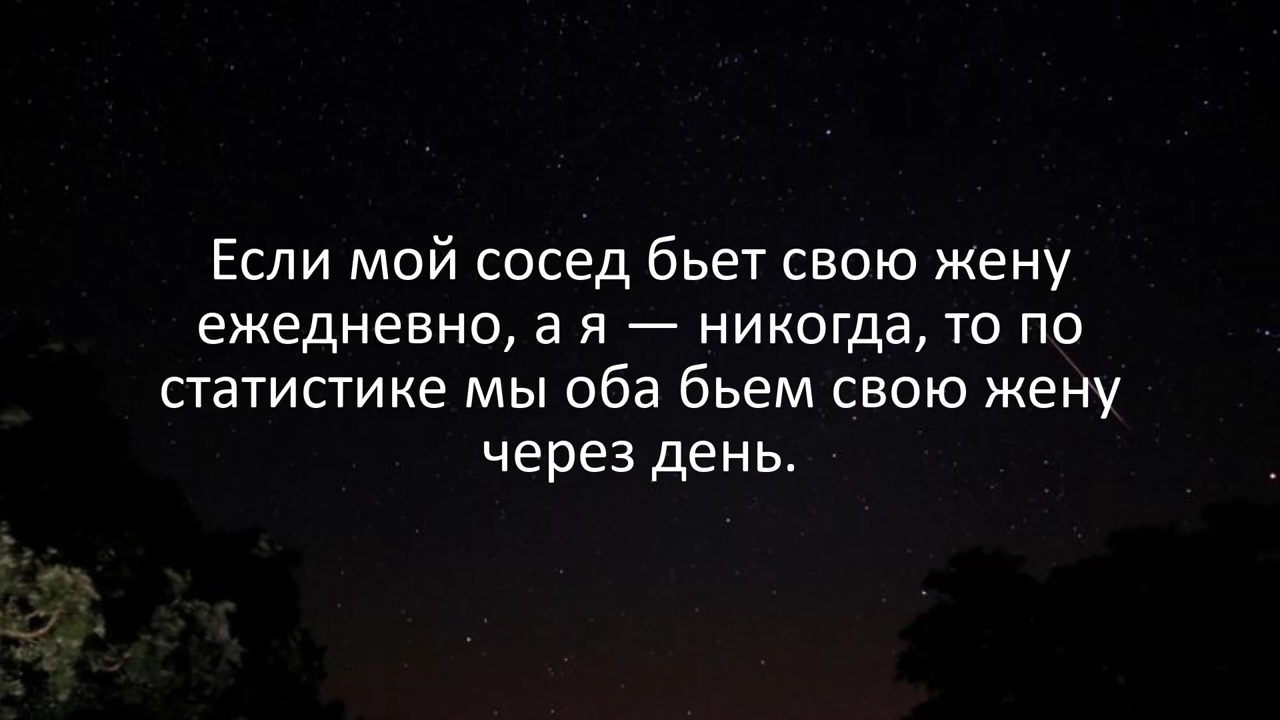 Если мой сосед бьет свою жену
ежедневно, а я — никогда, то по
статистике мы оба бьем свою жену
через день.